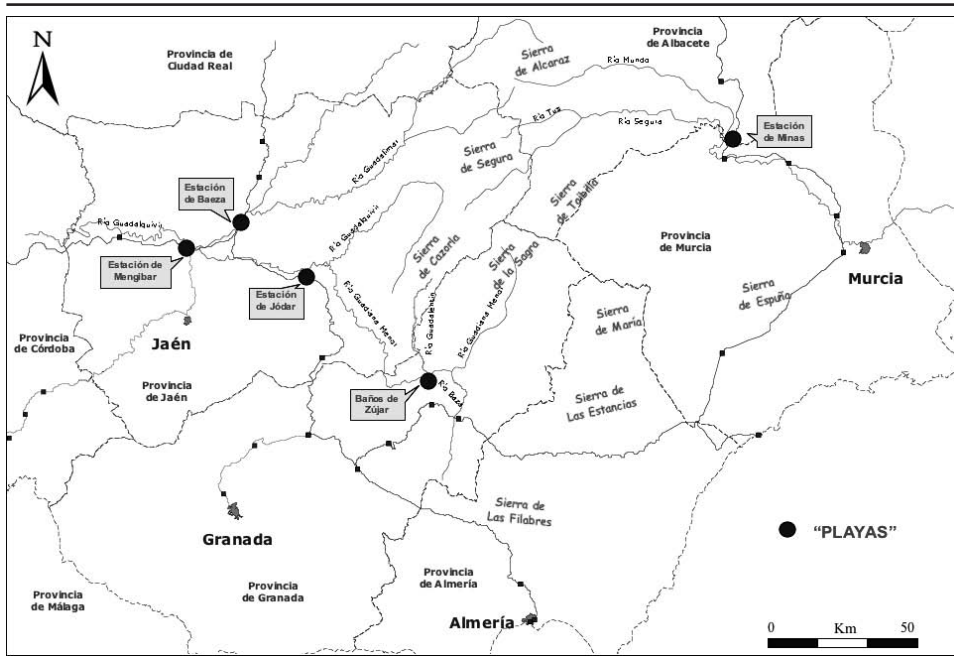 N
Provincia de
Ciudad Real
Provincia
de Albacete
Sierra
de Alcaraz
Río Munda
Río Tus
Río Segura
Estación
de Minas
Río Guadalimar
Sierra
de Segura
Estación
de Baeza
Río Guadalquivir
Río Guadalquivir
Sierra
de Taibilla
Sierra
de Cazorla
Sierra
de la Sagra
Provincia
de Murcia
Estación de
Mengíbar
Estación
de Jódar
Murcia
Sierra
de Espuña
Río Guadiana Menor
Río Guadalentín
Río Guadiana Menor
Sierra
de María
Provincia
de Córdoba
Jaén
Provincia
de Jaén
Baños de
Zújar
Río Baza
Sierra de
Las Estancias
Sierra de
Las Filabres
Granada
"PLAYAS"
Provincia
de Málaga
Provincia
de Granada
Provincia
de Almería
Almería
0 Km 50